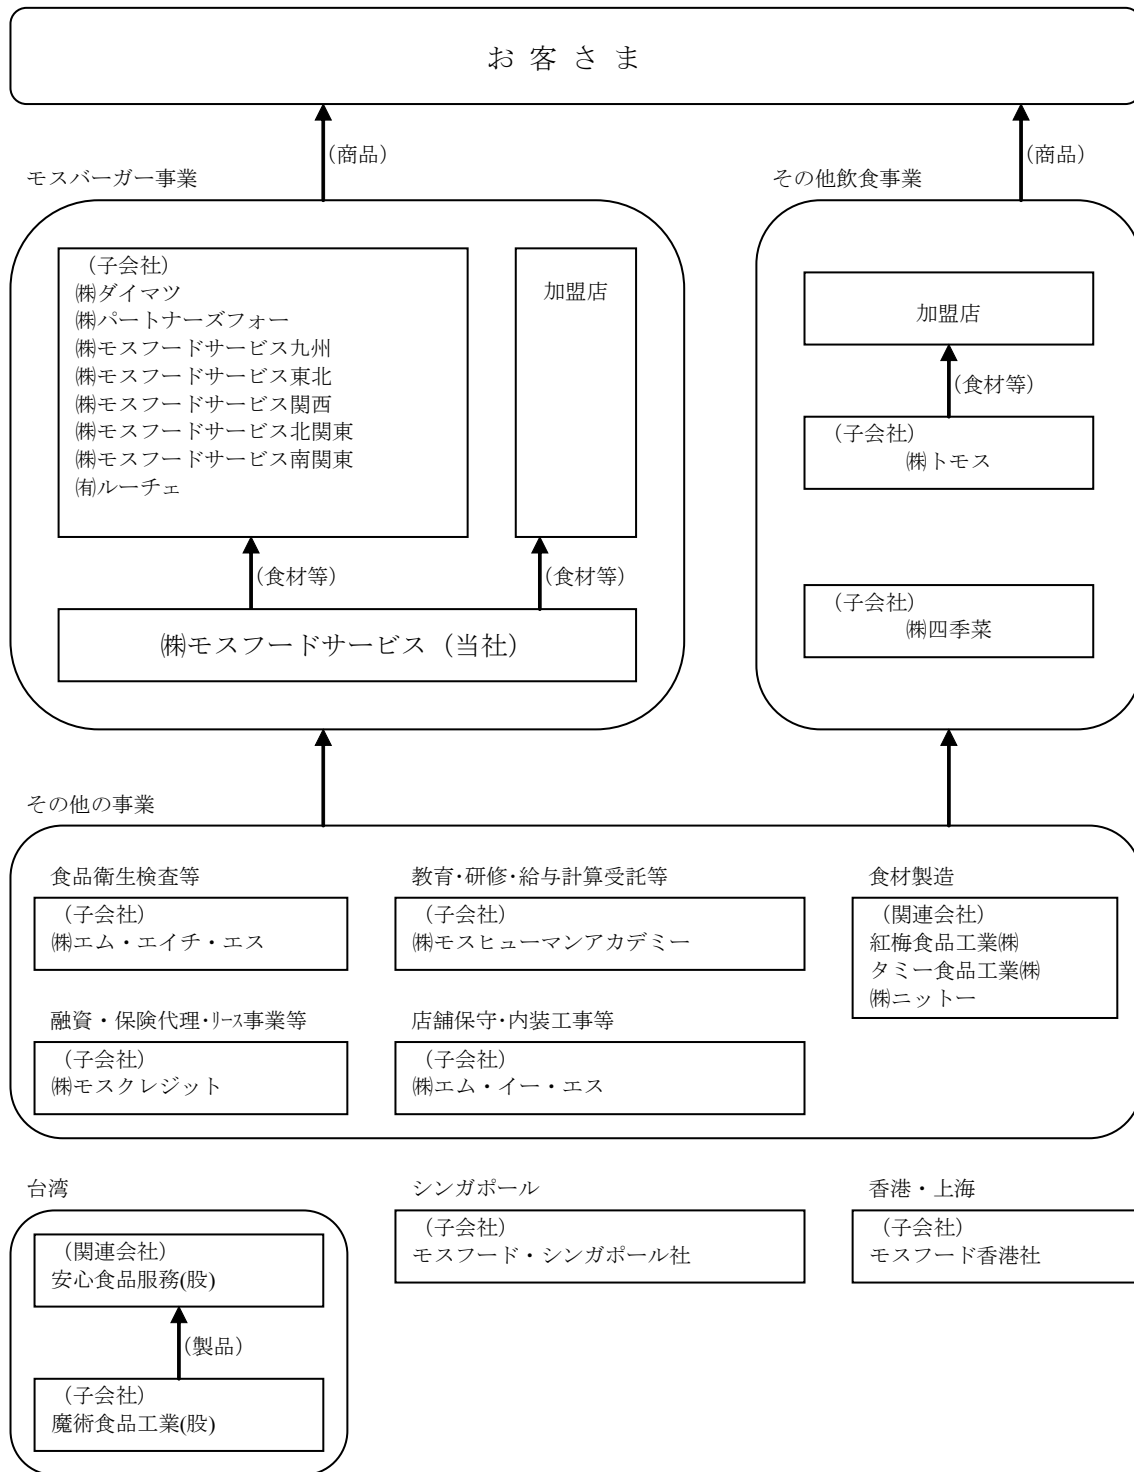 お客さま
(商品)
(商品)
モスバーガー事業
その他飲食事業
(子会社)
㈱ダイマツ
㈱パートナーズフォー
㈱モスフードサービス九州
㈱モスフードサービス東北
㈱モスフードサービス関西
㈱モスフードサービス北関東
㈱モスフードサービス南関東
㈲ルーチェ
加盟店
加盟店
(食材等)
(子会社)
㈱トモス
(食材等)
(食材等)
(子会社)
㈱四季菜
㈱モスフードサービス（当社）
その他の事業
食品衛生検査等
(子会社)
㈱エム・エイチ・エス
教育・研修・給与計算受託等
(子会社)
㈱モスヒューマンアカデミー
食材製造
(関連会社)
紅梅食品工業㈱
タミー食品工業㈱
㈱ニットー
融資・保険代理・ﾘｰｽ事業等
(子会社)
㈱モスクレジット
店舗保守・内装工事等
(子会社)
㈱エム・イー・エス
台湾
(関連会社)
安心食品服務(股)
(製品)
(子会社)
魔術食品工業(股)
シンガポール
(子会社)
モスフード・シンガポール社
香港・上海
(子会社)
モスフード香港社